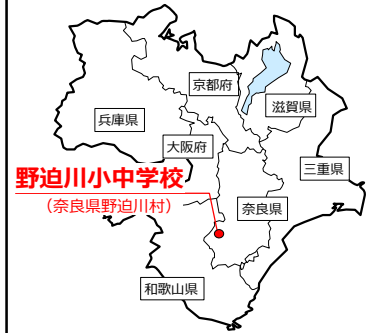 京都府
滋賀県
兵庫県
大阪府
三重県
野迫川小中学校
（奈良県野迫川村）
奈良県
和歌山県